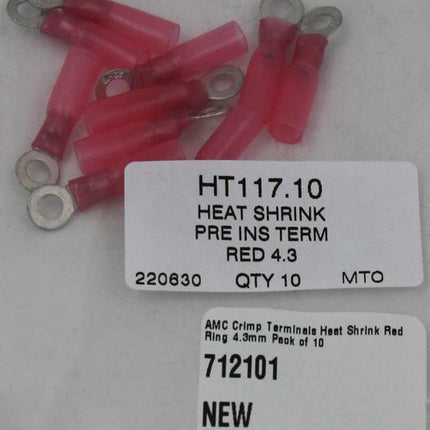 HT117.10
HEAT SHRINK
PRE INS TERM
RED 4.3
220630 QTY 10 MTO
AMC Crimp Terminals Heat Shrink Red
Ring 4.3mm Pack of 10
712101
NEW